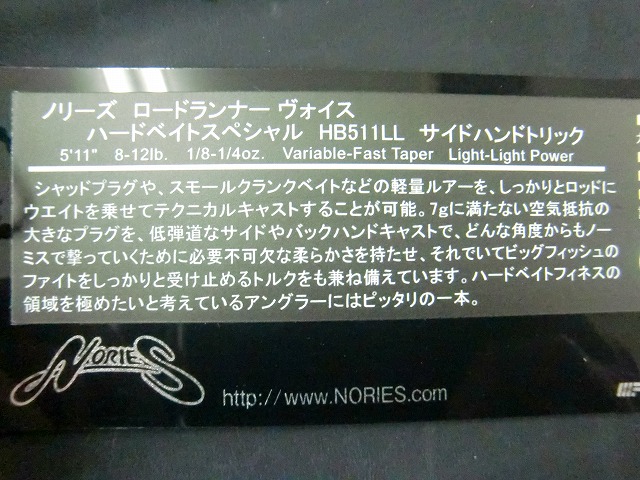 ノリーズ ロードランナー ヴォイス
ハードベイトスペシャル HB511LL サイドハンドトリック
5'11" 8-12lb. 1/8-1/4oz. Variable-Fast Taper Light-Light Power
シャッドプラグや、スモールクランクベイトなどの軽量ルアーを、しっかりとロッドに
ウエイトを乗せてテクニカルキャストすることが可能。7gに満たない空気抵抗の
大きなプラグを、低弾道なサイドやバックハンドキャストで、どんな角度からもノー
ミスで撃っていくために必要不可欠な柔らかさを持たせ、それでいてビッグフィッシュの
ファイトをしっかりと受け止めるトルクをも兼ね備えています。ハードベイトフィネスの
領域を極めたいと考えているアングラーにはピッタリの一本。
NORIES
http://www.NORIES.com